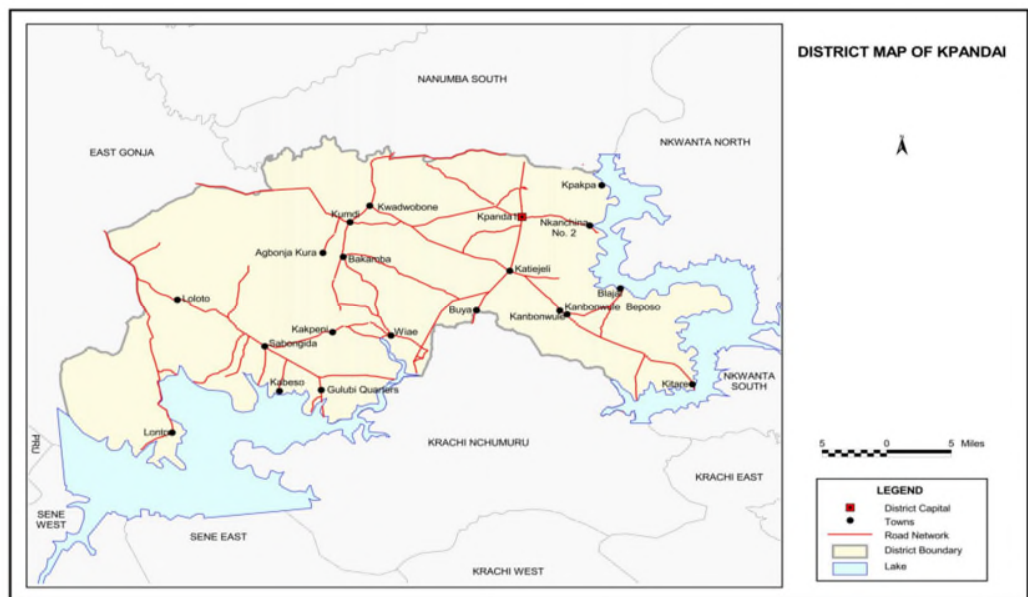 DISTRICT MAP OF KPANDAI
NANUMBA SOUTH
NKWANTA NORTH
EAST GONJA
Kpakpa
Kwadwobone
Kumdi
Kpandai
Nkanchina
No. 2
Agbonja Kura
Bakamba
Katiejeli
Blajai
Loloto
Kanboowule Beposo
Buya
Kanbonwule
Kakpeni
Wiae
Sabongida
NKWANTA
SOUTH
Kabeso
Gulubi Quarters
Kitare
Lonto
PRU
KRACHI NCHUMURU
KRACHI EAST
SENE
WEST
SENE EAST
KRACHI WEST
5 0 5 Miles
LEGEND
District Capital
Towns
Road Network
District Boundary
Lake